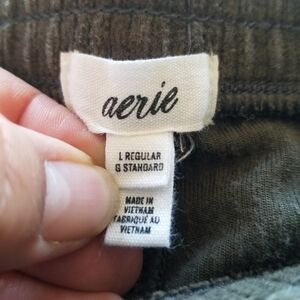 aerie
L REGULAR
G STANDARD
MADE IN
VIETNAM
FABRIQUÉ AU
VIETNAM